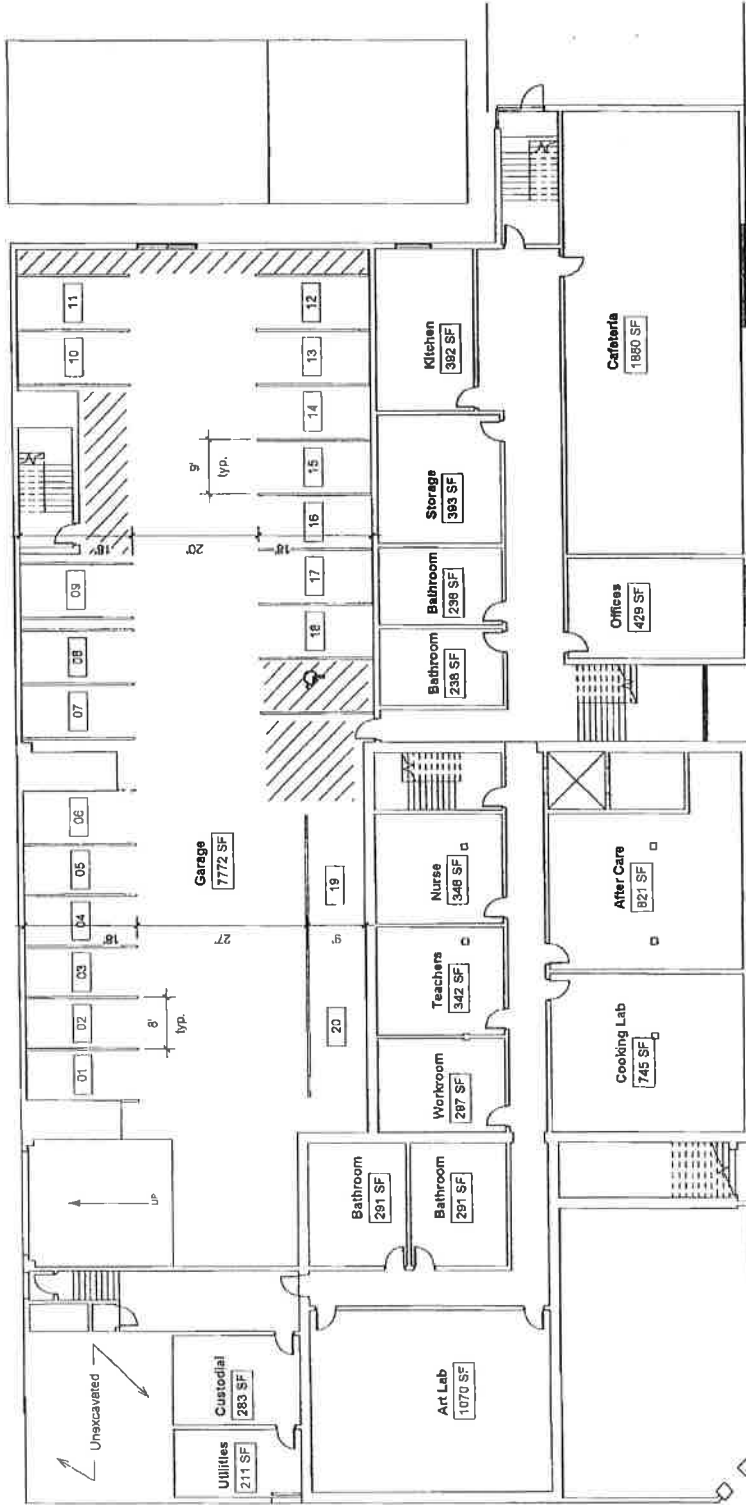 11
10
09
08
07
06
05
04
03
02
01
12
13
14
15
16
17
18
19
20
9'
typ.
18'
20'
18'
18'
27'
9'
8'
typ.
Garage
7772 SF
UP
Unexcavated
Kitchen
392 SF
Storage
393 SF
Bathroom
238 SF
Bathroom
238 SF
Nurse
348 SF
Teachers
342 SF
Workroom
287 SF
Bathroom
291 SF
Bathroom
291 SF
Custodial
283 SF
Utilities
211 SF
Art Lab
1070 SF
Cafeteria
1880 SF
Offices
429 SF
After Care
821 SF
Cooking Lab
745 SF